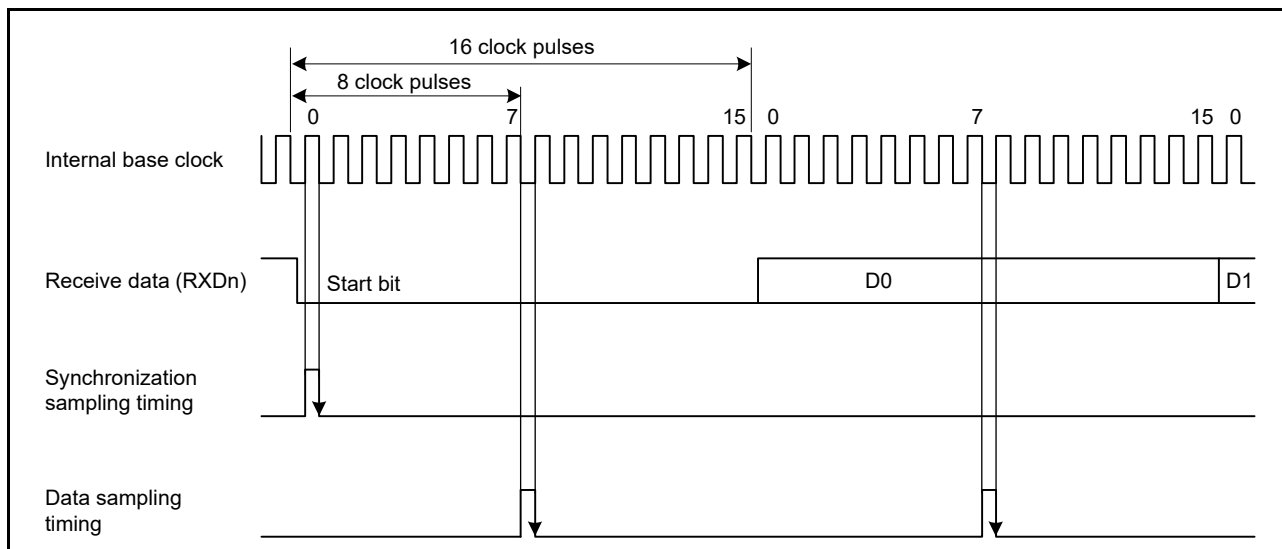 16 clock pulses
8 clock pulses
0 7 15 0 7 15 0
Internal base clock
Receive data (RXDn)
Start bit
D0
D1
Synchronization
sampling timing
Data sampling
timing